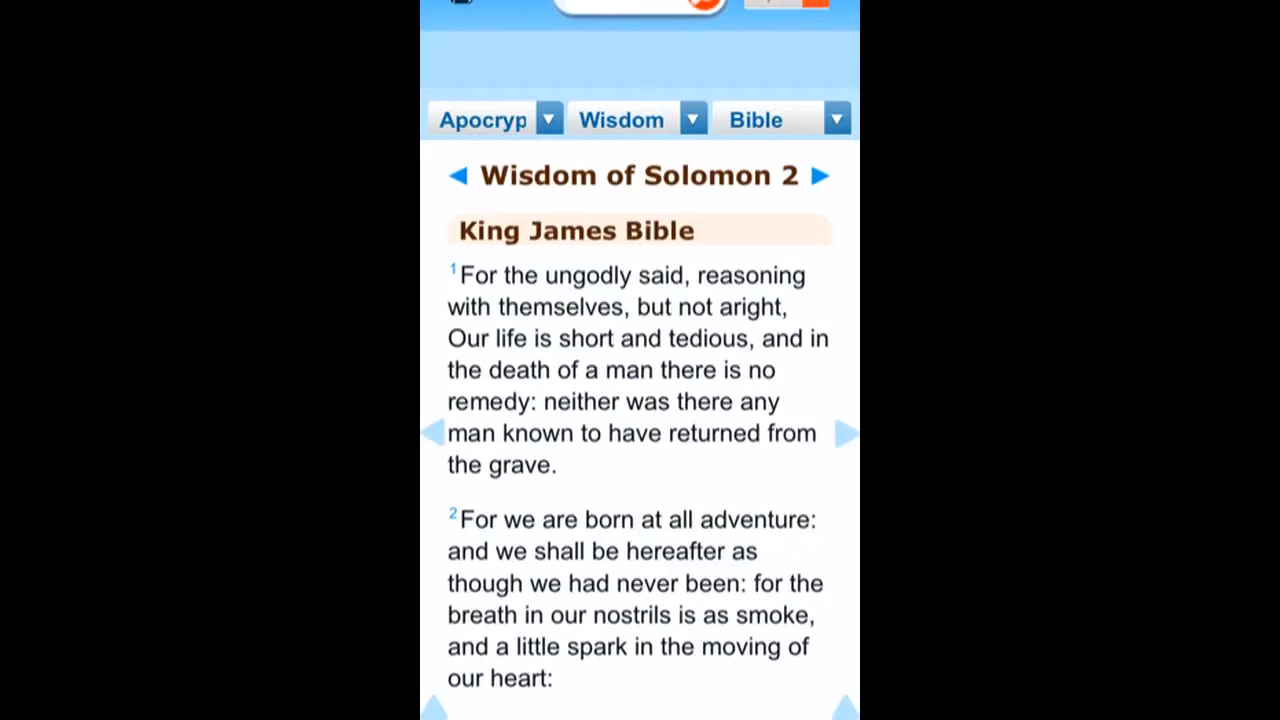 Apocryp Wisdom Bible
Wisdom of Solomon 2
King James Bible
1 For the ungodly said, reasoning
with themselves, but not aright,
Our life is short and tedious, and in
the death of a man there is no
remedy: neither was there any
man known to have returned from
the grave.
2 For we are born at all adventure:
and we shall be hereafter as
though we had never been: for the
breath in our nostrils is as smoke,
and a little spark in the moving of
our heart: